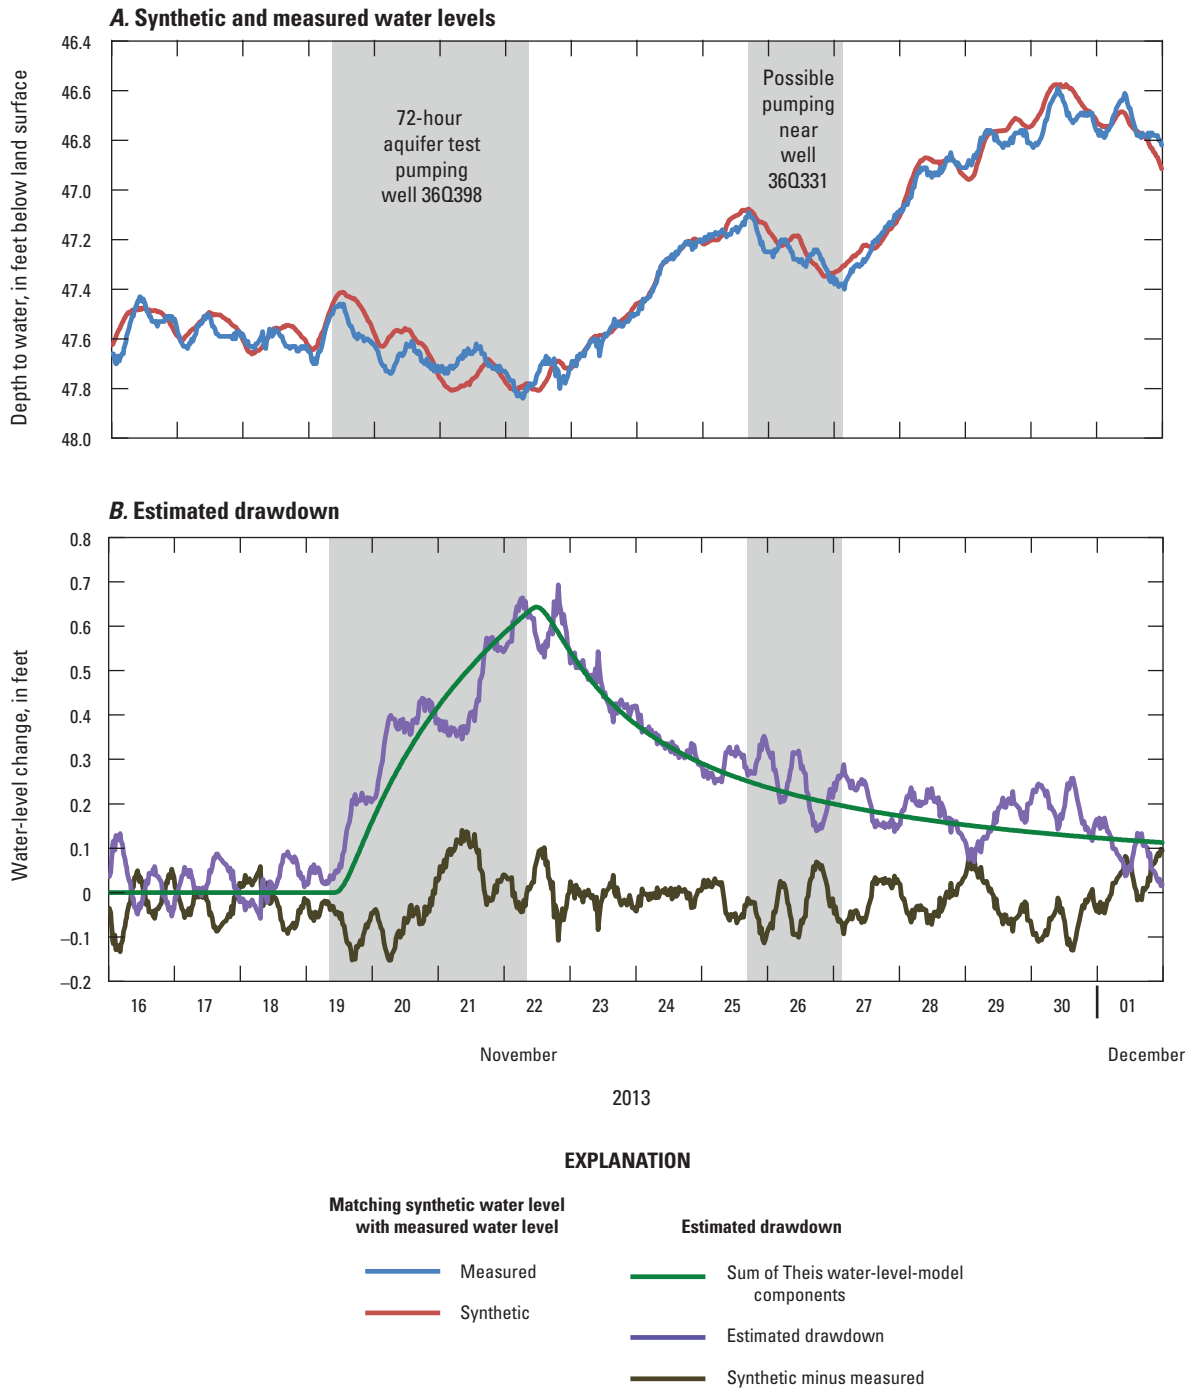 A. Synthetic and measured water levels
Depth to water, in feet below land surface
46.4
46.6
46.8
47.0
47.2
47.4
47.6
47.8
48.0
72-hour
aquifer test
pumping
well 36Q398
Possible
pumping
near
well
36Q331
B. Estimated drawdown
Water-level change, in feet
0.8
0.7
0.6
0.5
0.4
0.3
0.2
0.1
0
–0.1
–0.2
16 17 18 19 20 21 22 23 24 25 26 27 28 29 30 01
November December
2013
EXPLANATION
Matching synthetic water level
with measured water level
Measured
Synthetic
Estimated drawdown
Sum of Theis water-level-model
components
Estimated drawdown
Synthetic minus measured